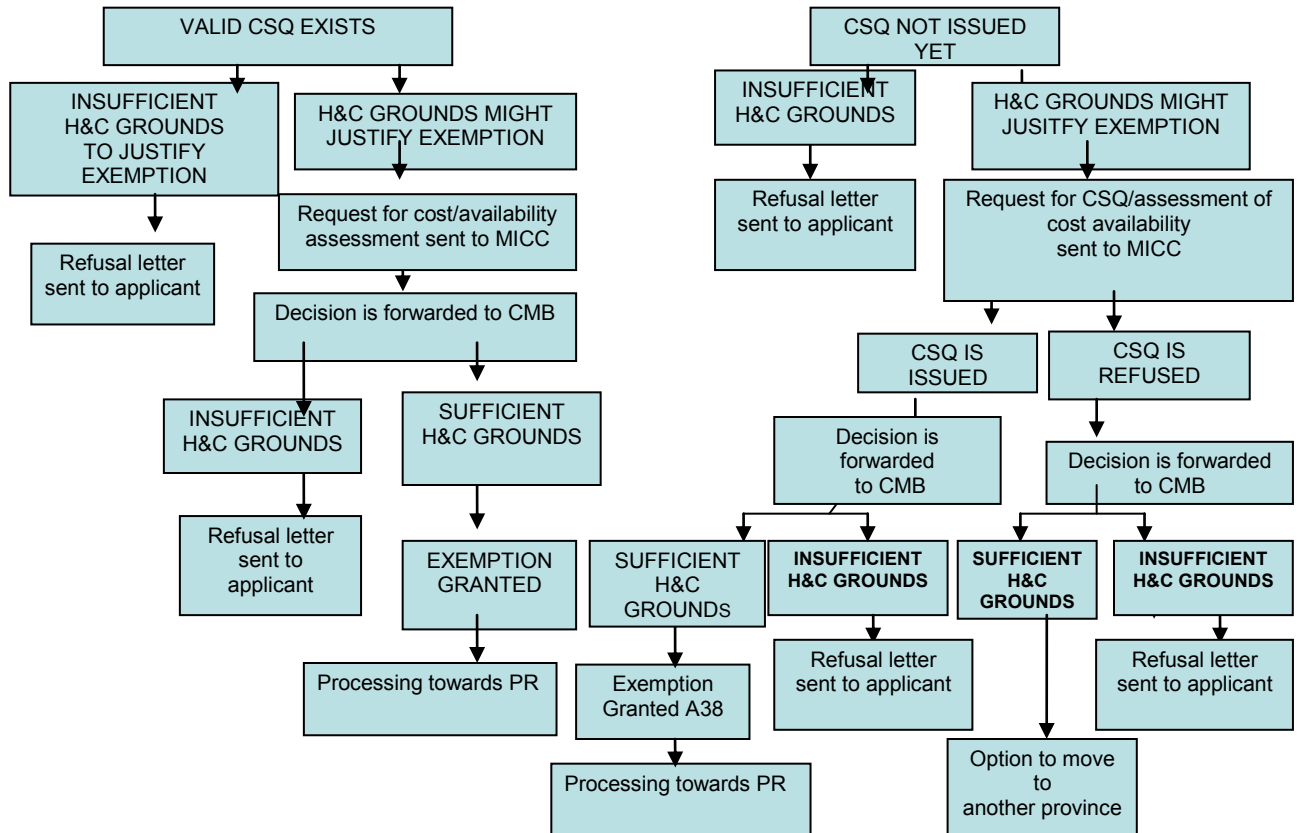 VALID CSQ EXISTS
INSUFFICIENT
H&C GROUNDS
TO JUSTIFY
EXEMPTION
H&C GROUNDS MIGHT
JUSTIFY EXEMPTION
Refusal letter
sent to applicant
Request for cost/availability
assessment sent to MICC
Decision is forwarded to CMB
INSUFFICIENT
H&C GROUNDS
SUFFICIENT
H&C GROUNDS
Refusal letter
sent to
applicant
EXEMPTION
GRANTED
Processing towards PR
CSQ NOT ISSUED
YET
INSUFFICIENT
H&C GROUNDS
H&C GROUNDS MIGHT
JUSITFY EXEMPTION
Refusal letter
sent to applicant
Request for CSQ/assessment of
cost availability
sent to MICC
CSQ IS
ISSUED
CSQ IS
REFUSED
Decision is
forwarded
to CMB
Decision is forwarded
to CMB
SUFFICIENT
H&C
GROUNDS
INSUFFICIENT
H&C GROUNDS
SUFFICIENT
H&C
GROUNDS
INSUFFICIENT
H&C GROUNDS
Exemption
Granted A38
Refusal letter
sent to applicant
Refusal letter
sent to applicant
Processing towards PR
Option to move
to
another province